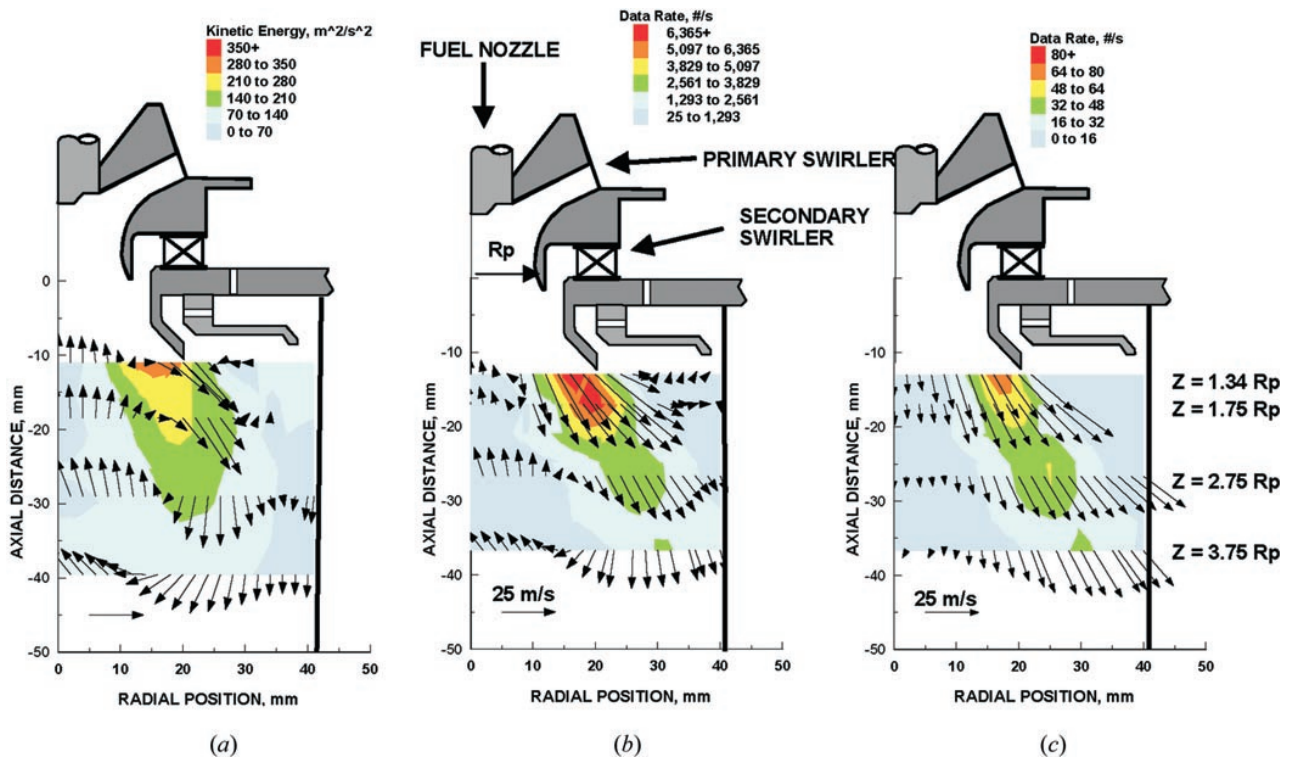 Kinetic Energy, m^2/s^2
350+
280 to 350
210 to 280
140 to 210
70 to 140
0 to 70
0
-10
-20
-30
-40
-50
AXIAL DISTANCE, mm
0 10 20 30 40 50
RADIAL POSITION, mm
(a)
Data Rate, #/s
6,365+
5,097 to 6,365
3,829 to 5,097
2,561 to 3,829
1,293 to 2,561
25 to 1,293
FUEL NOZZLE
PRIMARY SWIRLER
SECONDARY
SWIRLER
Rp
-10
-20
-30
-40
-50
AXIAL DISTANCE, mm
25 m/s
0 10 20 30 40 50
RADIAL POSITION, mm
(b)
Data Rate, #/s
80+
64 to 80
48 to 64
32 to 48
16 to 32
0 to 16
-10
-20
-30
-40
-50
AXIAL DISTANCE, mm
Z = 1.34 Rp
Z = 1.75 Rp
Z = 2.75 Rp
Z = 3.75 Rp
25 m/s
0 10 20 30 40 50
RADIAL POSITION, mm
(c)